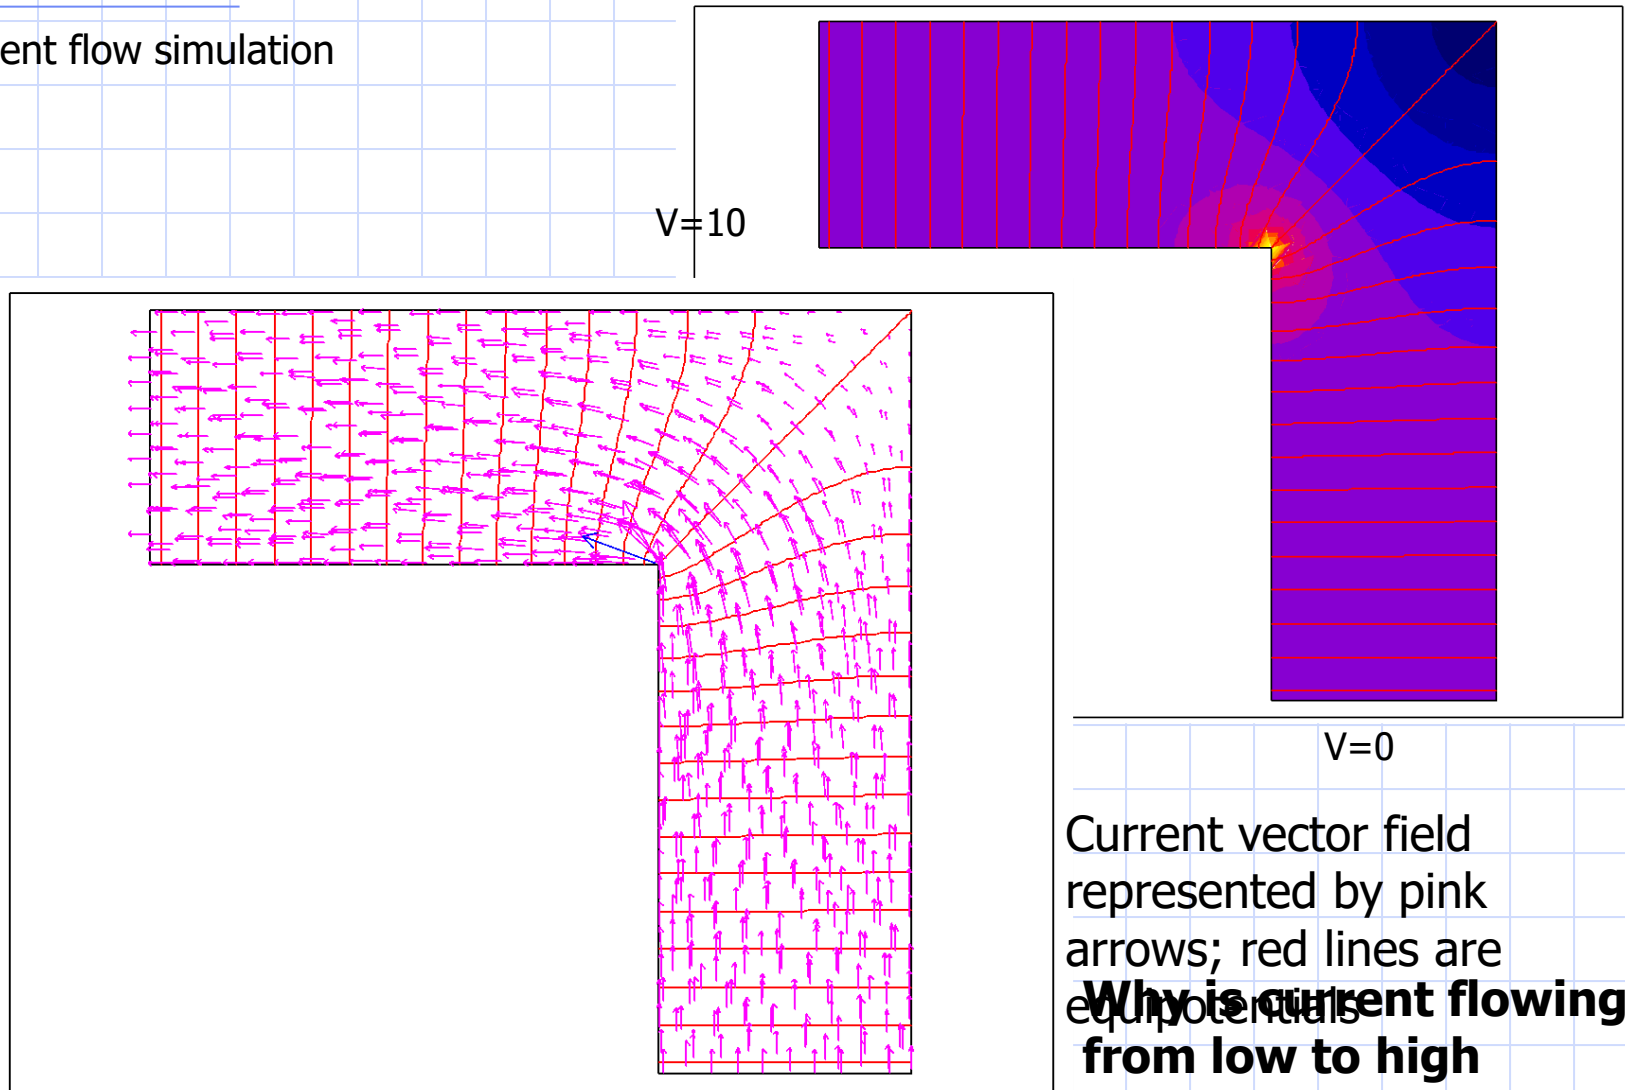 ent flow simulation
V=10
V=0
Current vector field
represented by pink
arrows; red lines are
equipotentials
Why is current flowing
from low to high